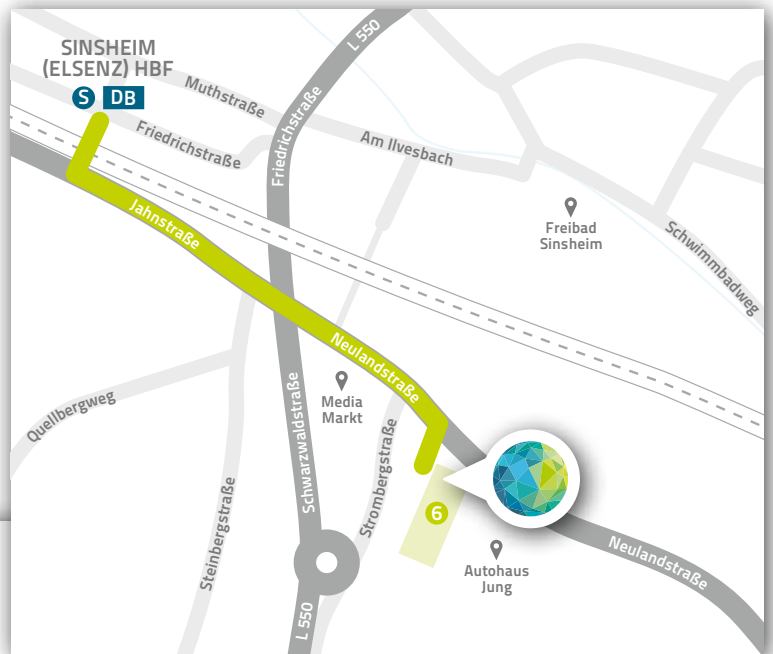 SINSHEIM
(ELSENZ) HBF
S DB
L 550
Muthstraße
Friedrichstraße
Friedrichstraße
Am Ilvesbach
Jahnstraße
Freibad
Sinsheim
Schwimmbadweg
Neulandstraße
Media
Markt
Quellbergweg
Schwarzwaldstraße
Strombergstraße
Steinbergstraße
6
Autohaus
Jung
Neulandstraße
L 550